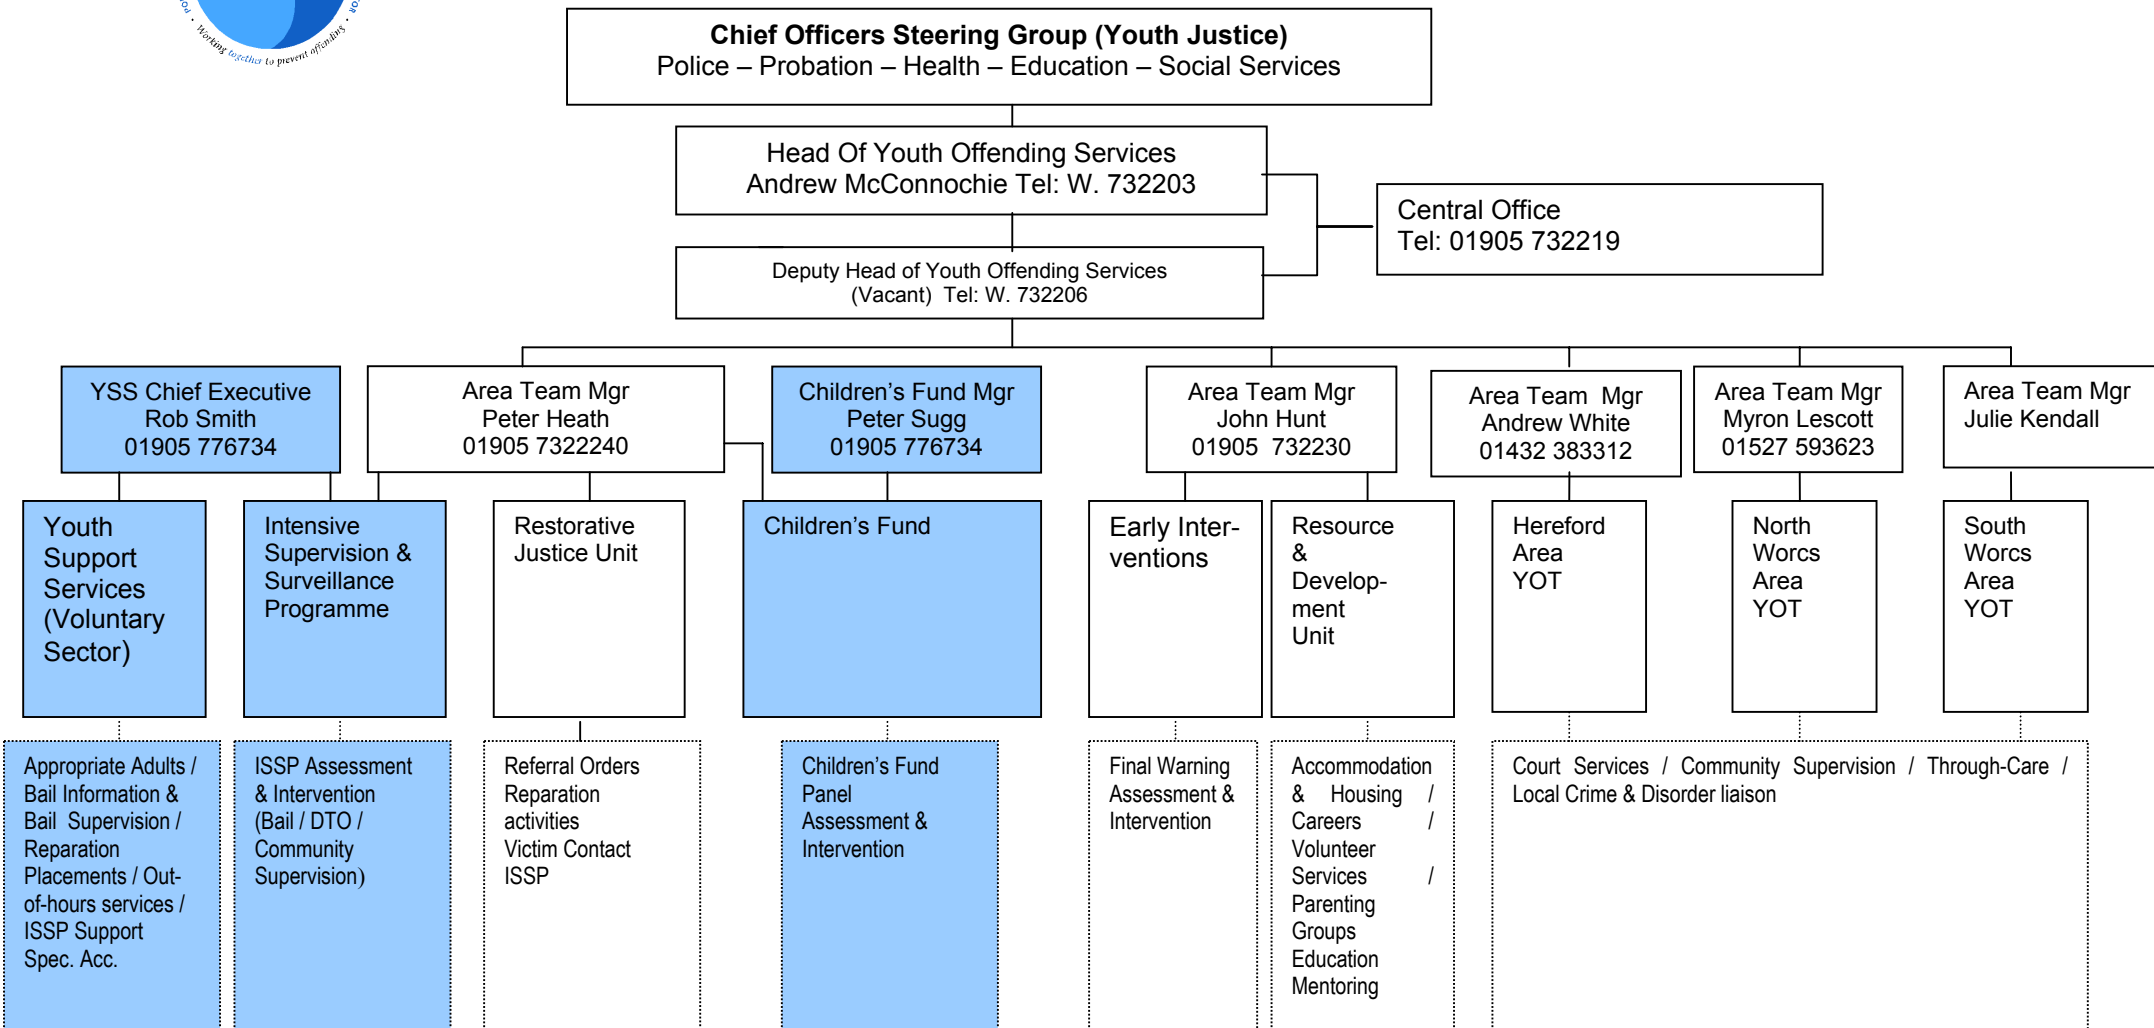 Working together to prevent offending
Chief Officers Steering Group (Youth Justice)
Police – Probation – Health – Education – Social Services
Head Of Youth Offending Services
Andrew McConnochie Tel: W. 732203
Central Office
Tel: 01905 732219
Deputy Head of Youth Offending Services
(Vacant)  Tel: W. 732206
YSS Chief Executive
Rob Smith
01905 776734
Area Team Mgr
Peter Heath
01905 7322240
Children's Fund Mgr
Peter Sugg
01905 776734
Area Team Mgr
John Hunt
01905  732230
Area Team  Mgr
Andrew White
01432 383312
Area Team Mgr
Myron Lescott
01527 593623
Area Team Mgr
Julie Kendall
Youth
Support
Services
(Voluntary
Sector)
Intensive
Supervision &
Surveillance
Programme
Restorative
Justice Unit
Children's Fund
Early Inter-
ventions
Resource
&
Develop-
ment
Unit
Hereford
Area
YOT
North
Worcs
Area
YOT
South
Worcs
Area
YOT
Appropriate Adults /
Bail Information &
Bail Supervision /
Reparation
Placements / Out-
of-hours services /
ISSP Support
Spec. Acc.
ISSP Assessment
& Intervention
(Bail / DTO /
Community
Supervision)
Referral Orders
Reparation
activities
Victim Contact
ISSP
Children's Fund
Panel
Assessment &
Intervention
Final Warning
Assessment &
Intervention
Accommodation
& Housing /
Careers /
Volunteer
Services /
Parenting
Groups
Education
Mentoring
Court Services / Community Supervision / Through-Care /
Local Crime & Disorder liaison